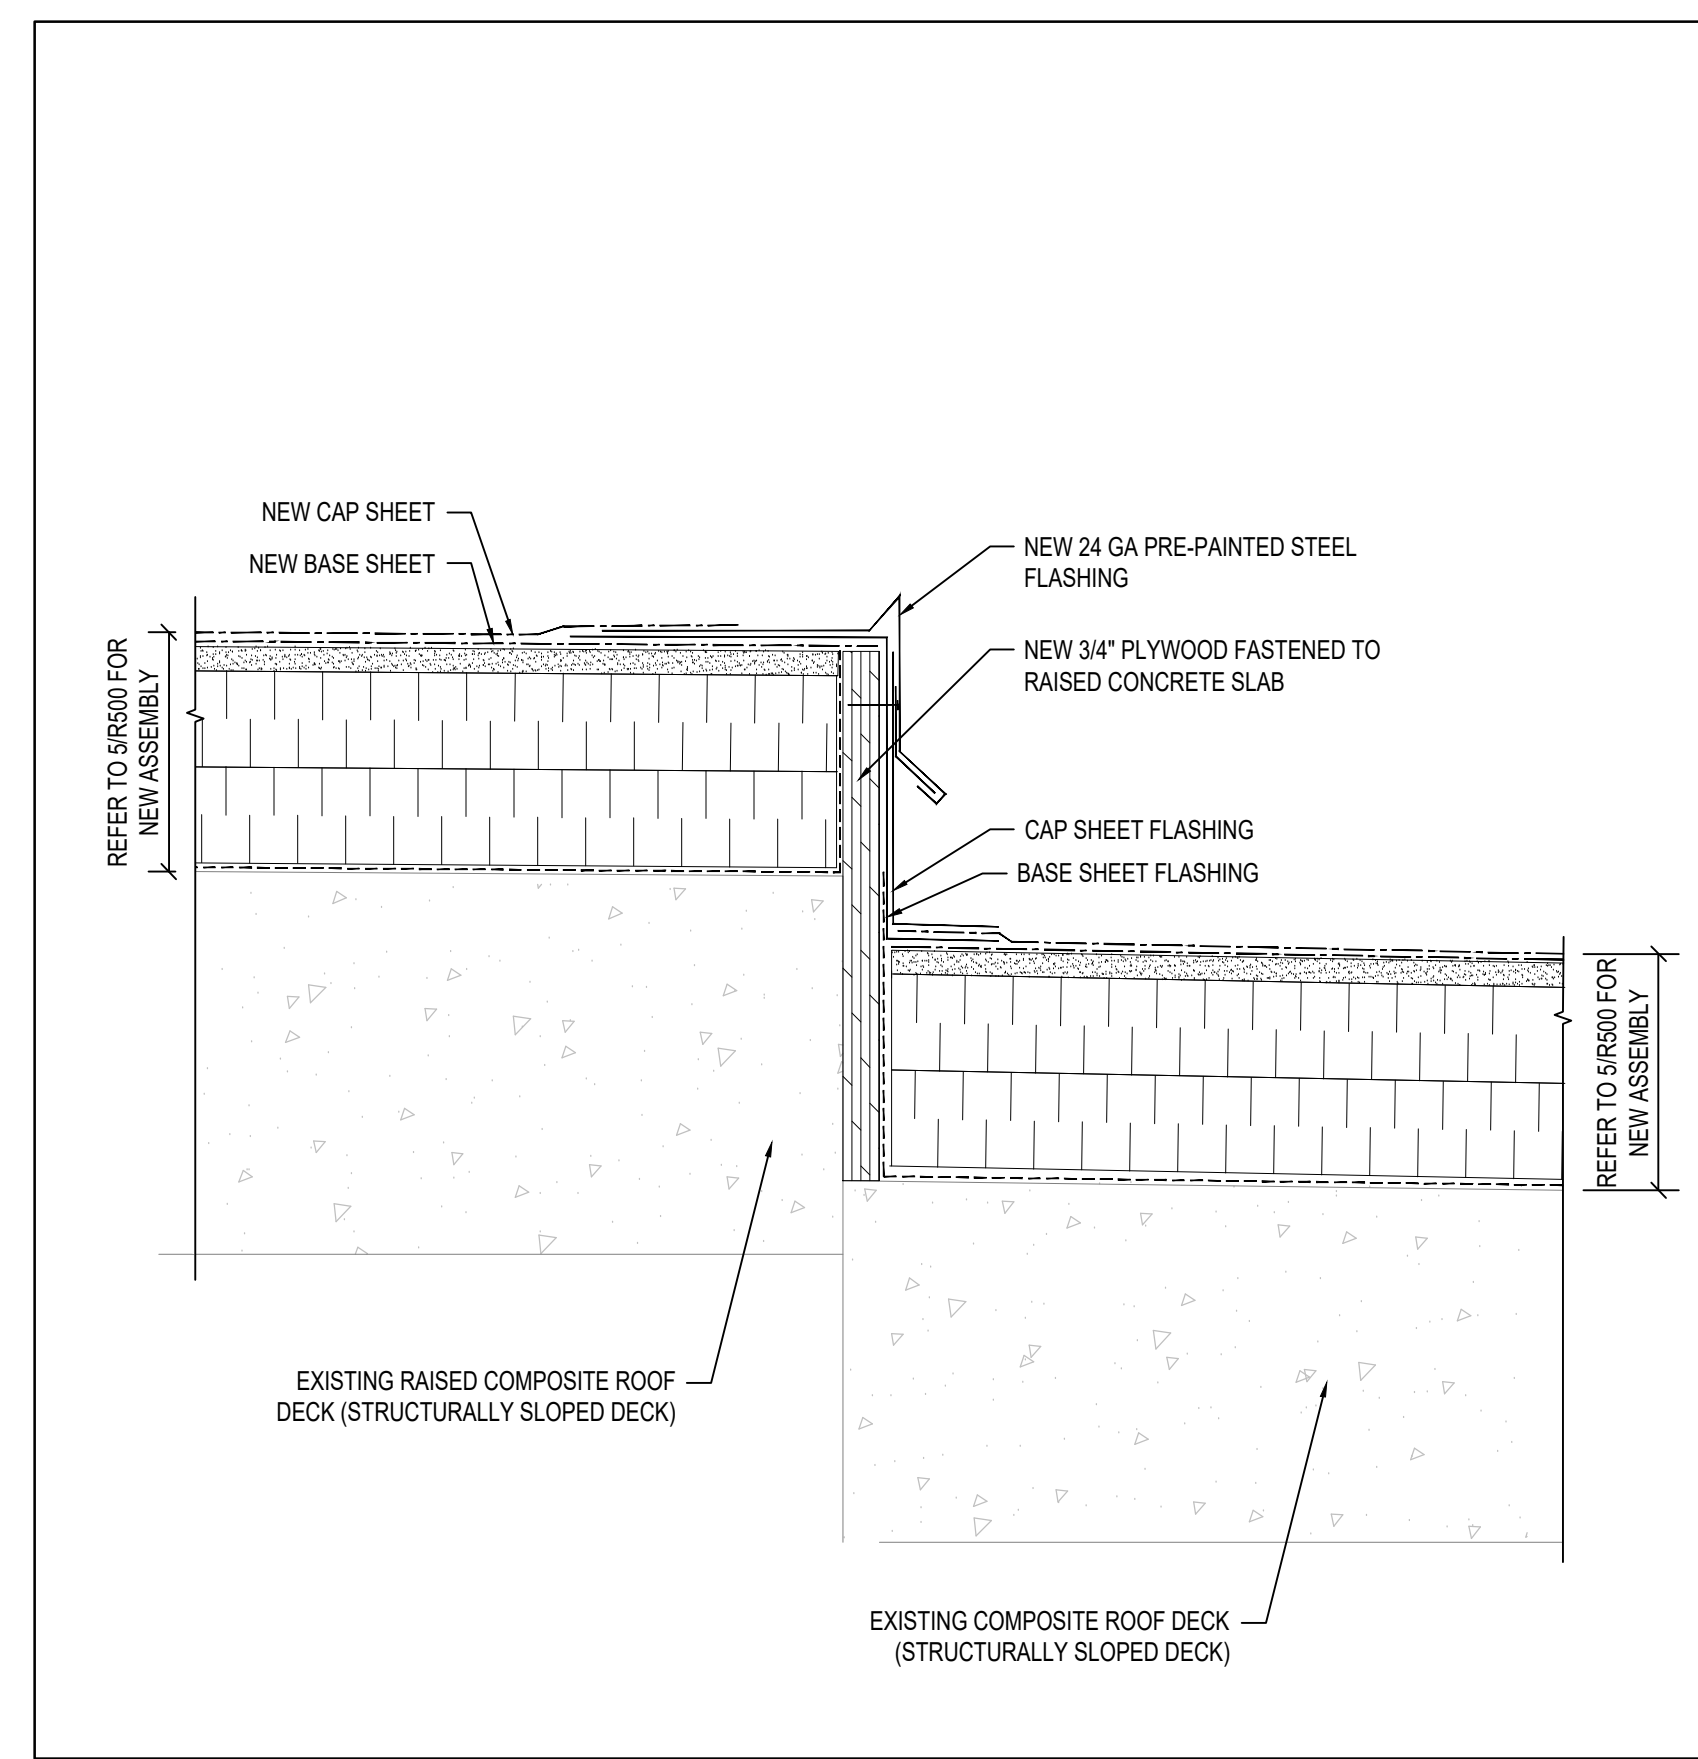 NEW CAP SHEET
NEW BASE SHEET
NEW 24 GA PRE-PAINTED STEEL
FLASHING
NEW 3/4" PLYWOOD FASTENED TO
RAISED CONCRETE SLAB
REFER TO 5/R500 FOR
NEW ASSEMBLY
CAP SHEET FLASHING
BASE SHEET FLASHING
REFER TO 5/R500 FOR
NEW ASSEMBLY
EXISTING RAISED COMPOSITE ROOF
DECK (STRUCTURALLY SLOPED DECK)
EXISTING COMPOSITE ROOF DECK
(STRUCTURALLY SLOPED DECK)